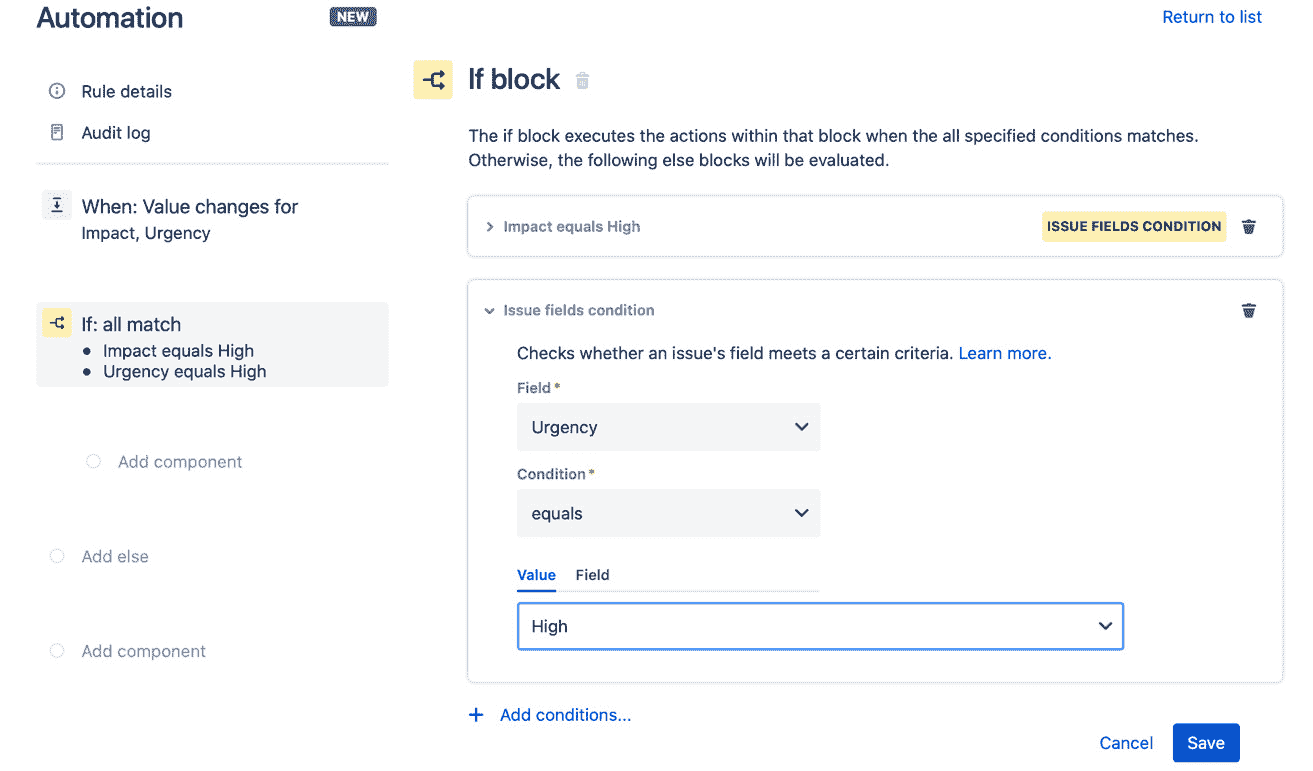 Automation
NEW
Return to list
Rule details
Audit log
When: Value changes for
Impact, Urgency
If: all match
Impact equals High
Urgency equals High
Add component
Add else
Add component
If block
The if block executes the actions within that block when the all specified conditions matches.
Otherwise, the following else blocks will be evaluated.
Impact equals High
ISSUE FIELDS CONDITION
Issue fields condition
Checks whether an issue's field meets a certain criteria. Learn more.
Field *
Urgency
Condition *
equals
Value Field
High
+ Add conditions...
Cancel Save